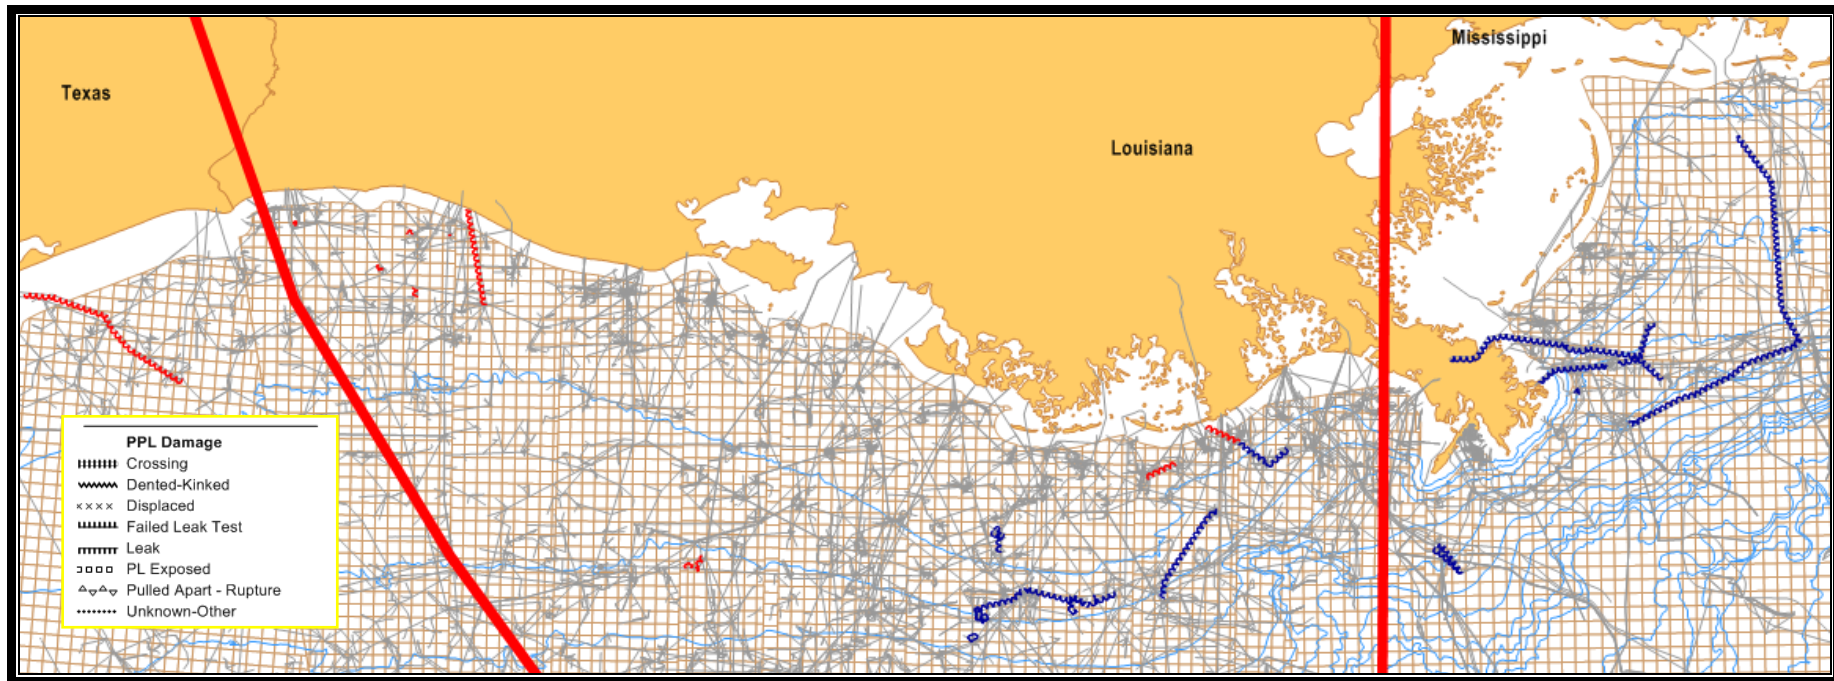 Mississippi
Texas
Louisiana
PPL Damage
Crossing
Dented-Kinked
Displaced
Failed Leak Test
Leak
PL Exposed
Pulled Apart - Rupture
Unknown-Other